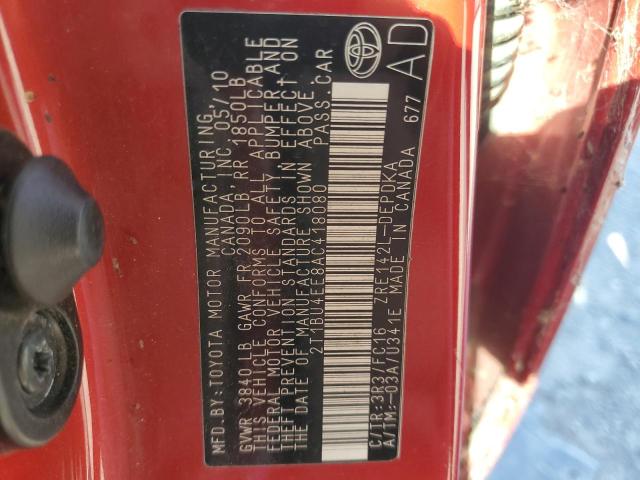 MFD.BY:TOYOTA MOTOR MANUFACTURING,
CANADA, INC. 05/10
GVWR 3840 LB GAWR FR 2090LB RR 1850LB
THIS VEHICLE CONFORMS TO ALL APPLICABLE
FEDERAL MOTOR VEHICLE SAFETY, BUMPER AND
THEFT PREVENTION STANDARDS IN EFFECT ON
THE DATE OF MANUFACTURE SHOWN ABOVE.
2T1BU4EE8AC418080 PASS.CAR
C/TR:3R3/FC16 ZRE142L-DEPDKA
A/TM:-03A/U341E MADE IN CANADA 677
AD